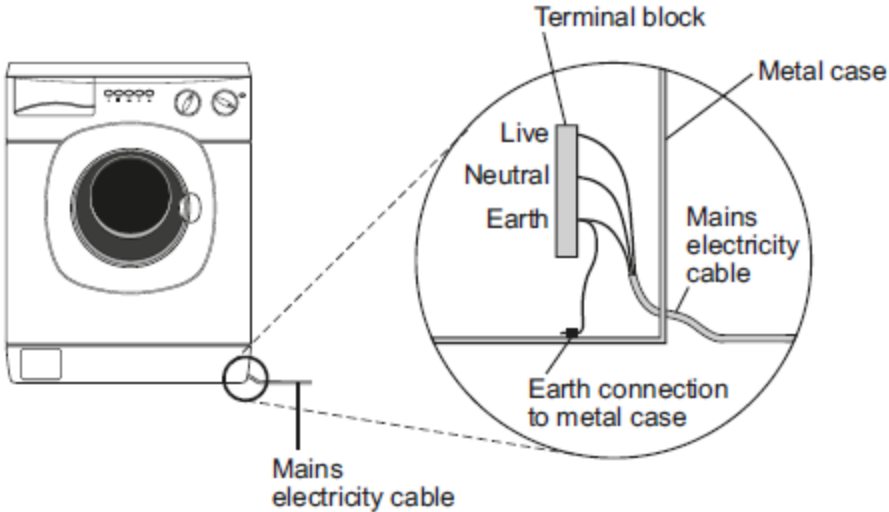 Terminal block
Metal case
Live
Neutral
Earth
Mains
electricity
cable
Earth connection
to metal case
Mains
electricity cable